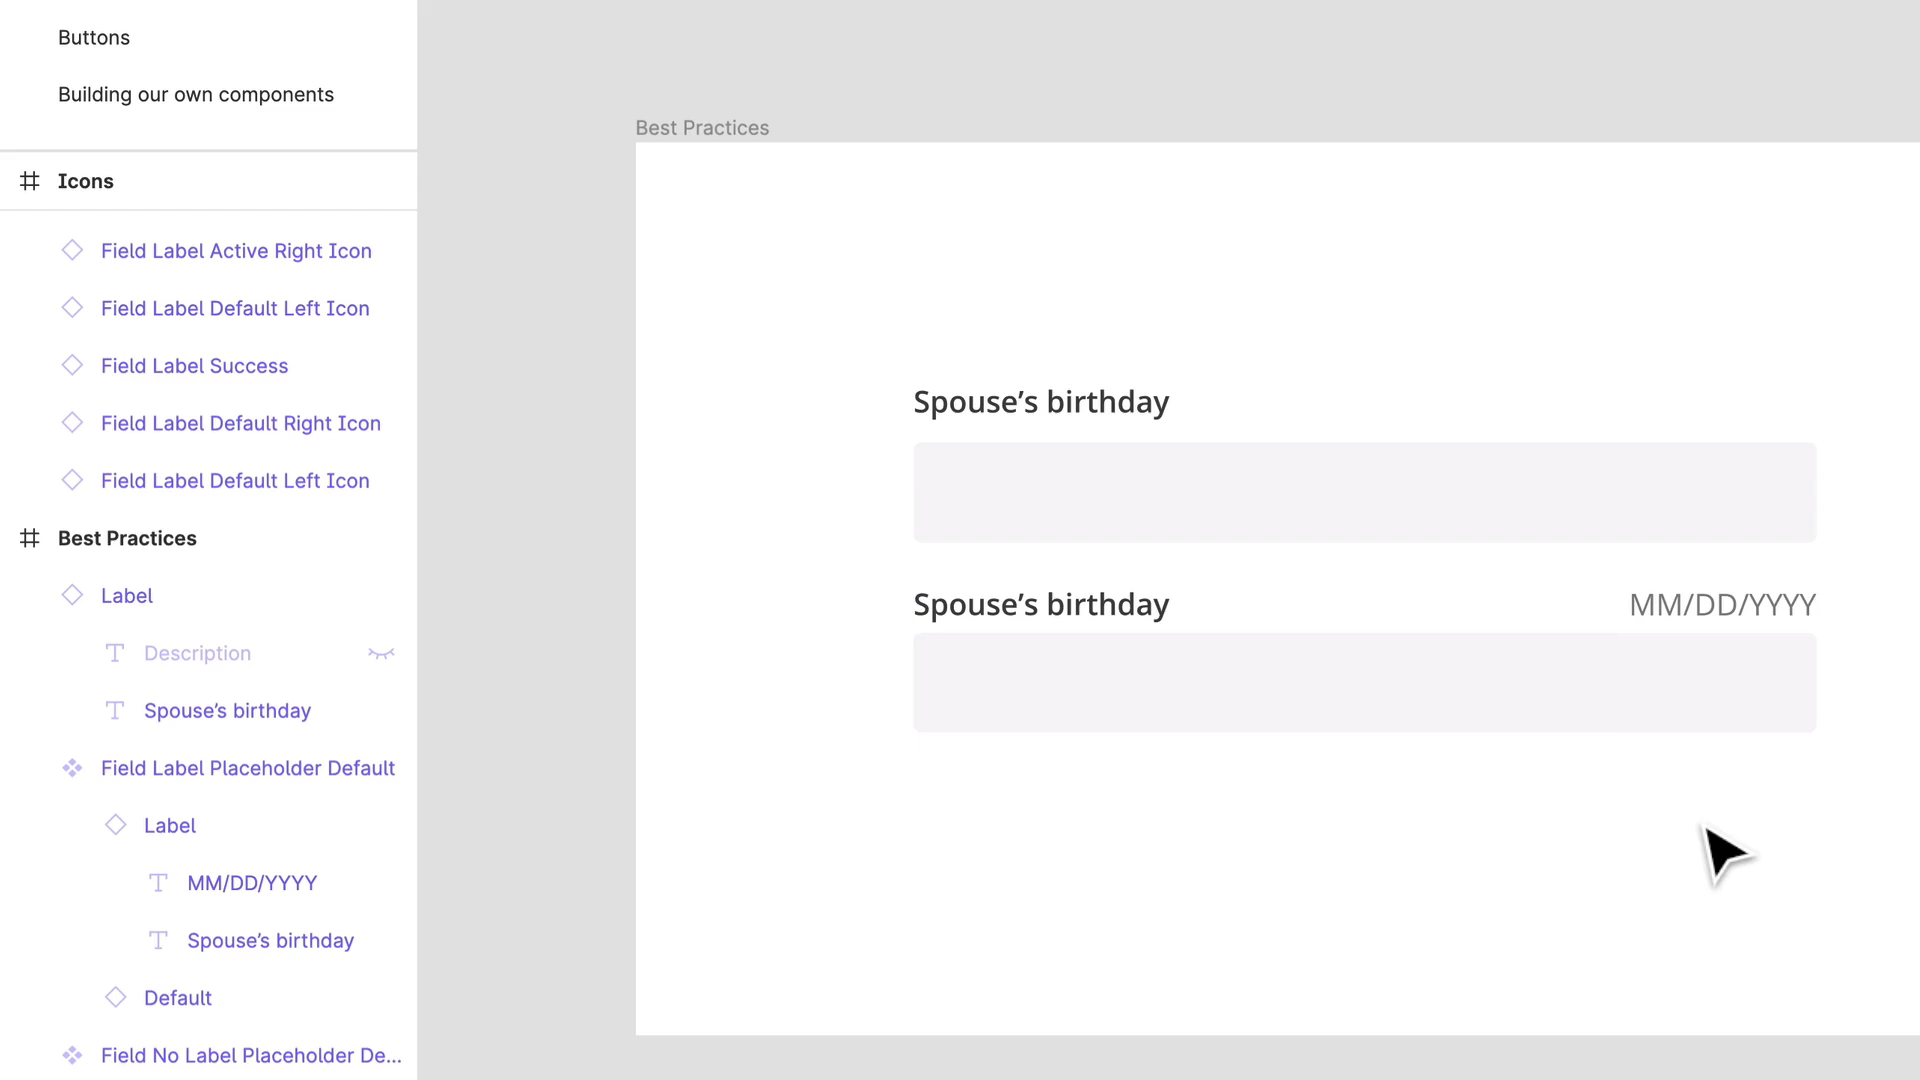 Buttons
Building our own components
Icons
Field Label Active Right Icon
Field Label Default Left Icon
Field Label Success
Field Label Default Right Icon
Field Label Default Left Icon
Best Practices
Label
Description
Spouse’s birthday
Field Label Placeholder Default
Label
MM/DD/YYYY
Spouse’s birthday
Default
Field No Label Placeholder De...
Best Practices
Spouse’s birthday
Spouse’s birthday MM/DD/YYYY